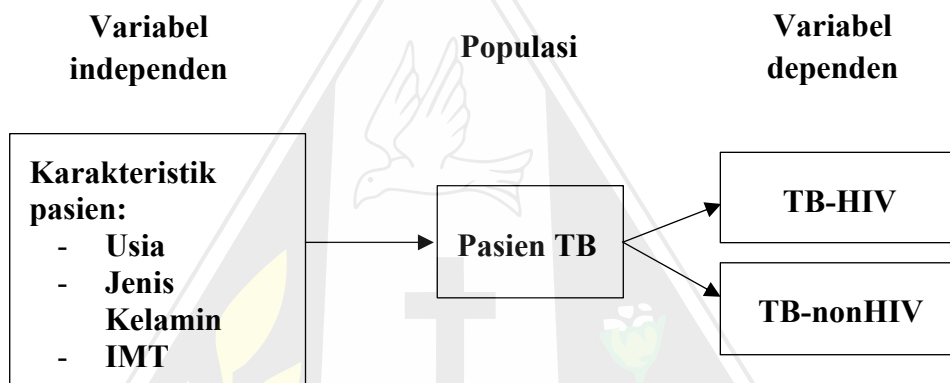 Variabel
independen
Populasi
Variabel
dependen
Karakteristik
pasien:
- Usia
- Jenis
Kelamin
- IMT
Pasien TB
TB-HIV
TB-nonHIV